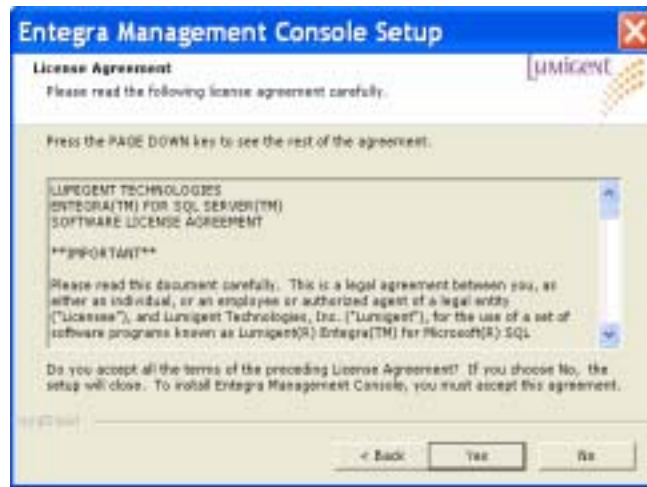 Entegra Management Console Setup
License Agreement
Please read the following license agreement carefully.
Lumigent
Press the PAGE DOWN key to see the rest of the agreement.
LUMIGENT TECHNOLOGIES
ENTEGRA(TM) FOR SQL SERVER(TM)
SOFTWARE LICENSE AGREEMENT
**IMPORTANT**
Please read this document carefully. This is a legal agreement between you, as
either an individual, or an employee or authorized agent of a legal entity
("Licensee"), and Lumigent Technologies, Inc. ("Lumigent"), for the use of a set of
software programs known as Lumigent(R) Entegra(TM) for Microsoft(R) SQL
Do you accept all the terms of the preceding License Agreement? If you choose No, the
setup will close. To install Entegra Management Console, you must accept this agreement.
< Back
Yes
No